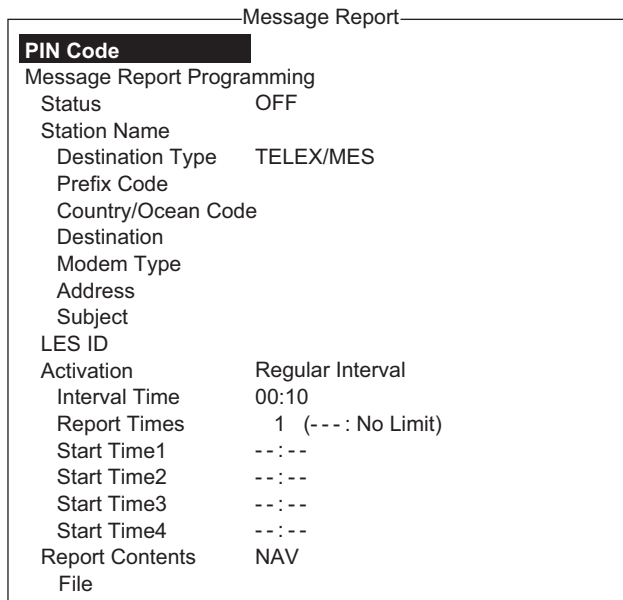 Message Report
PIN Code
Message Report Programming
Status OFF
Station Name
Destination Type TELEX/MES
Prefix Code
Country/Ocean Code
Destination
Modem Type
Address
Subject
LES ID
Activation Regular Interval
Interval Time 00:10
Report Times 1 (---: No Limit)
Start Time1 --:--
Start Time2 --:--
Start Time3 --:--
Start Time4 --:--
Report Contents NAV
File